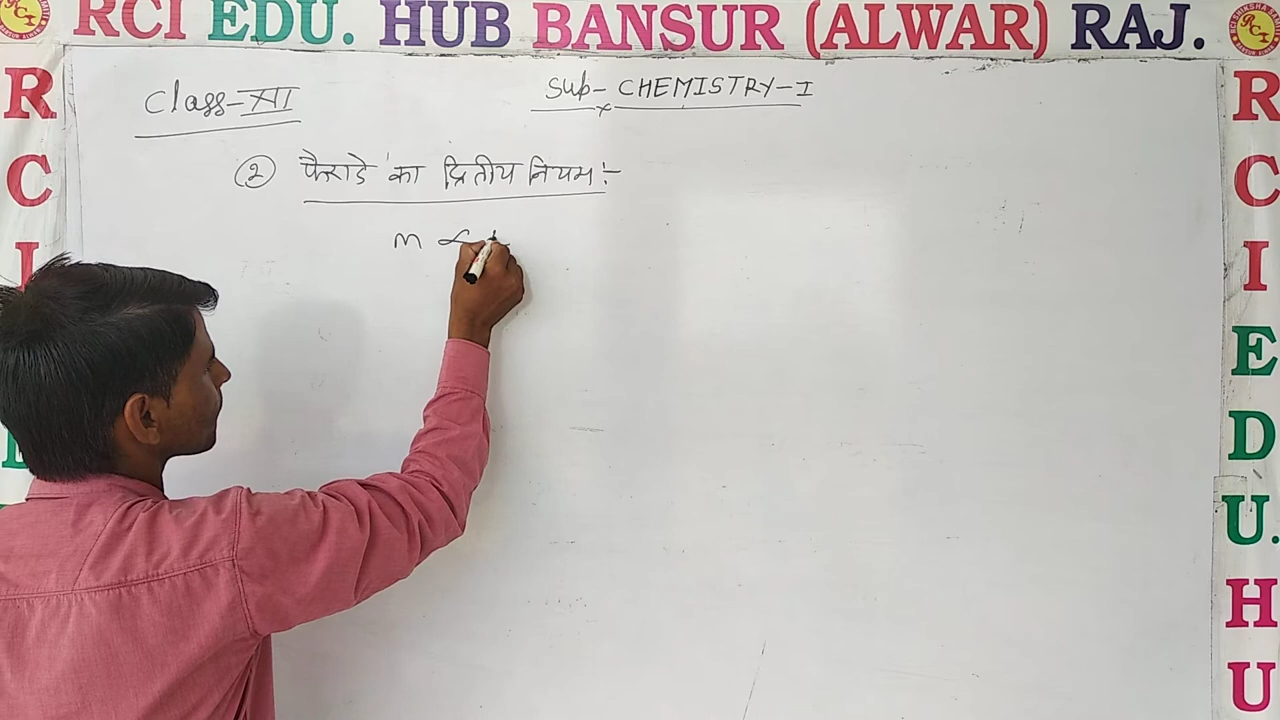 RCI EDU. HUB BANSUR (ALWAR) RAJ.
Class-XII
Sub- CHEMISTRY-I
② फैराडे का द्वितीय नियम :-
m ∝
R
C
I
R
C
I
E
D
U.
H
U